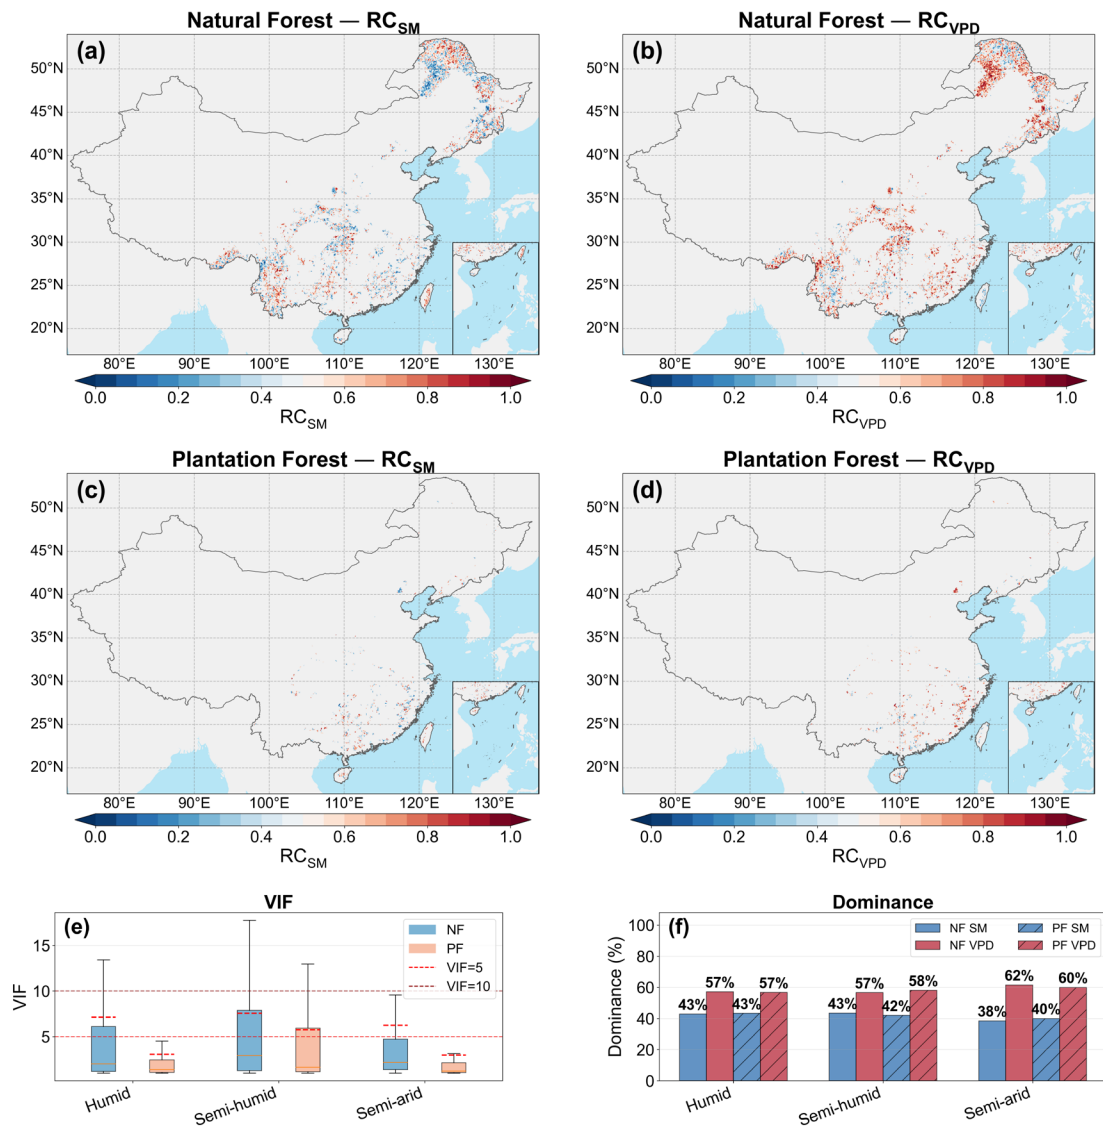 Natural Forest — RC_SM
(a)
50°N
45°N
40°N
35°N
30°N
25°N
20°N
80°E 90°E 100°E 110°E 120°E 130°E
0.0 0.2 0.4 0.6 0.8 1.0
RC_SM
Natural Forest — RC_VPD
(b)
50°N
45°N
40°N
35°N
30°N
25°N
20°N
80°E 90°E 100°E 110°E 120°E 130°E
0.0 0.2 0.4 0.6 0.8 1.0
RC_VPD
Plantation Forest — RC_SM
(c)
50°N
45°N
40°N
35°N
30°N
25°N
20°N
80°E 90°E 100°E 110°E 120°E 130°E
0.0 0.2 0.4 0.6 0.8 1.0
RC_SM
Plantation Forest — RC_VPD
(d)
50°N
45°N
40°N
35°N
30°N
25°N
20°N
80°E 90°E 100°E 110°E 120°E 130°E
0.0 0.2 0.4 0.6 0.8 1.0
RC_VPD
VIF
(e)
NF
PF
VIF=5
VIF=10
15
10
5
VIF
Humid Semi-humid Semi-arid
Dominance
(f)
NF SM PF SM
NF VPD PF VPD
100
80
60
40
20
0
Dominance (%)
43% 57% 43% 57% 43% 57% 42% 58% 38% 62% 40% 60%
Humid Semi-humid Semi-arid